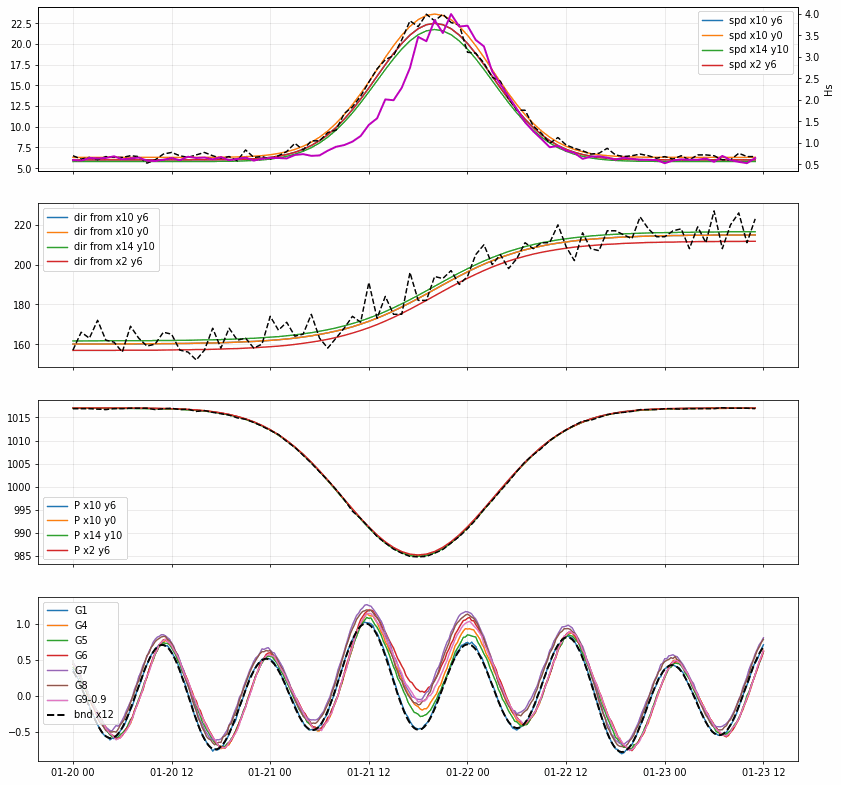 22.5
20.0
17.5
15.0
12.5
10.0
7.5
5.0
spd x10 y6
spd x10 y0
spd x14 y10
spd x2 y6
4.0
3.5
3.0
2.5
2.0
1.5
1.0
0.5
Hs
220
200
180
160
dir from x10 y6
dir from x10 y0
dir from x14 y10
dir from x2 y6
1015
1010
1005
1000
995
990
985
P x10 y6
P x10 y0
P x14 y10
P x2 y6
1.0
0.5
0.0
−0.5
G1
G4
G5
G6
G7
G8
G9-0.9
bnd x12
01-20 00
01-20 12
01-21 00
01-21 12
01-22 00
01-22 12
01-23 00
01-23 12